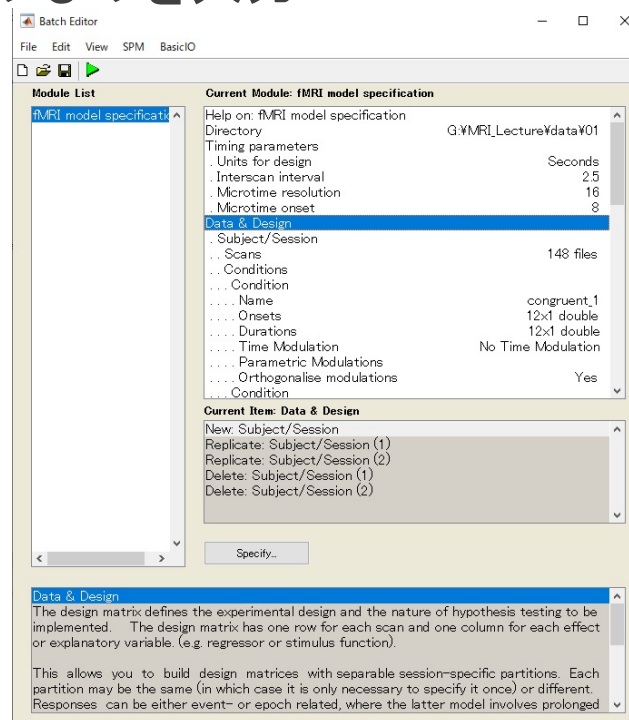 Batch Editor
File Edit View SPM BasicIO
Module List
fMRI model specificatic
Current Module: fMRI model specification
Help on: fMRI model specification
Directory G:¥MRI_Lecture¥data¥01
Timing parameters
. Units for design Seconds
. Interscan interval 2.5
. Microtime resolution 16
. Microtime onset 8
Data & Design
. Subject/Session
. . Scans 148 files
. . Conditions
. . . Condition
. . . . Name congruent_1
. . . . Onsets 12x1 double
. . . . Durations 12x1 double
. . . . Time Modulation No Time Modulation
. . . . Parametric Modulations
. . . . Orthogonalise modulations Yes
. . . Condition
Current Item: Data & Design
New: Subject/Session
Replicate: Subject/Session (1)
Replicate: Subject/Session (2)
Delete: Subject/Session (1)
Delete: Subject/Session (2)
Specify...
Data & Design
The design matrix defines the experimental design and the nature of hypothesis testing to be
implemented. The design matrix has one row for each scan and one column for each effect
or explanatory variable. (e.g. regressor or stimulus function).
This allows you to build design matrices with separable session-specific partitions. Each
partition may be the same (in which case it is only necessary to specify it once) or different.
Responses can be either event- or epoch related, where the latter model involves prolonged